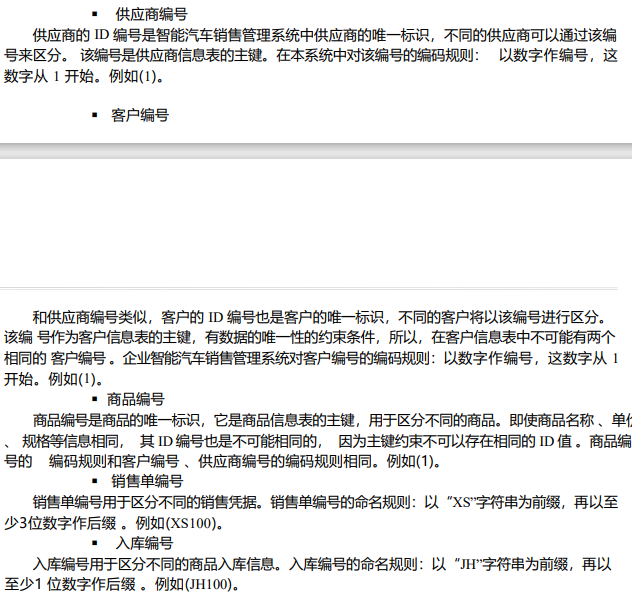 ▪ 供应商编号
供应商的 ID 编号是智能汽车销售管理系统中供应商的唯一标识，不同的供应商可以通过该编
号来区分。 该编号是供应商信息表的主键。在本系统中对该编号的编码规则： 以数字作编号，这
数字从 1 开始。例如(1)。
▪ 客户编号
和供应商编号类似，客户的 ID 编号也是客户的唯一标识，不同的客户将以该编号进行区分。
该编 号作为客户信息表的主键，有数据的唯一性的约束条件，所以，在客户信息表中不可能有两个
相同的 客户编号 。企业智能汽车销售管理系统对客户编号的编码规则：以数字作编号，这数字从 1
开始。例如(1)。
▪ 商品编号
商品编号是商品的唯一标识，它是商品信息表的主键，用于区分不同的商品。即使商品名称 、单价
、 规格等信息相同， 其 ID 编号也是不可能相同的， 因为主键约束不可以存在相同的 ID 值 。商品编
号的 编码规则和客户编号 、供应商编号的编码规则相同。例如(1)。
▪ 销售单编号
销售单编号用于区分不同的销售凭据。销售单编号的命名规则：以“XS”字符串为前缀，再以至
少3位数字作后缀 。例如(XS100)。
▪ 入库编号
入库编号用于区分不同的商品入库信息。入库编号的命名规则：以“JH”字符串为前缀，再以
至少1 位数字作后缀 。例如(JH100)。